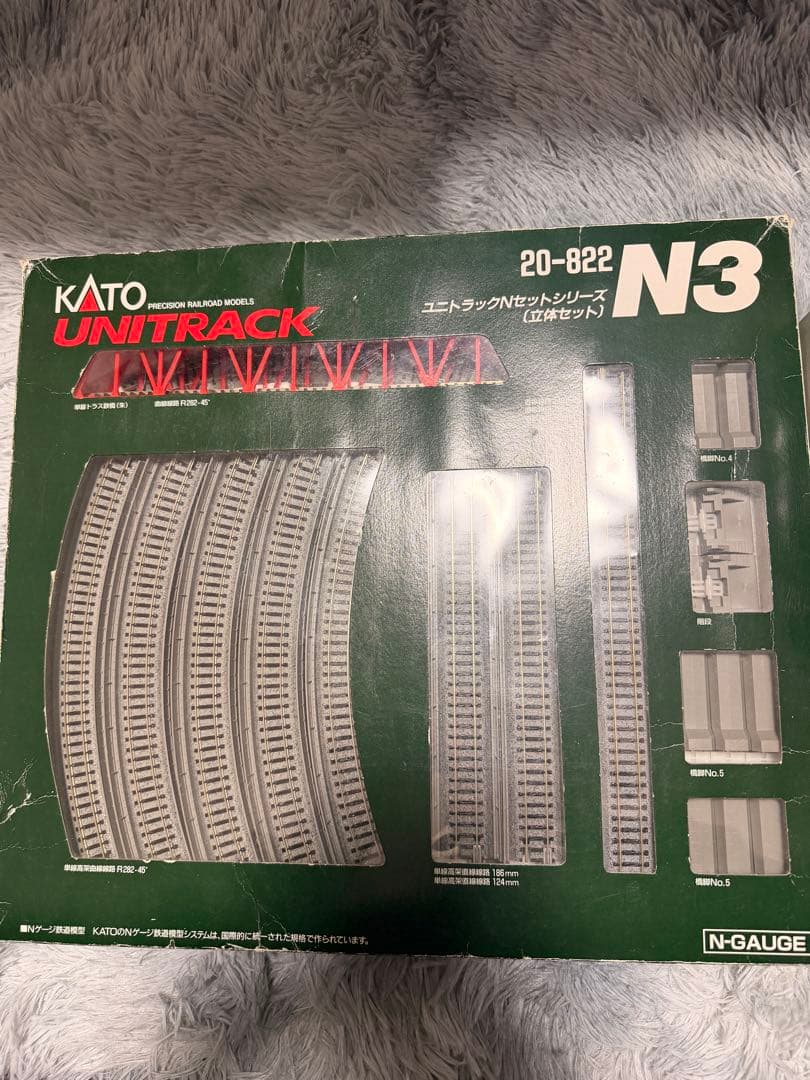 20-822
N3
KATO
PRECISION RAILROAD MODELS
UNITRACK
ユニトラックNセットシリーズ
(立体セット)
単線トラス鉄橋(朱)
曲線線路 R282-45°
橋脚No.4
階段
橋脚No.5
橋脚No.5
単線高架曲線線路 R282-45°
単線高架直線線路 186mm
単線高架直線線路 124mm
■Nゲージ鉄道模型 KATOのNゲージ鉄道模型システムは、国際的に統一された規格で作られています。
N-GAUGE